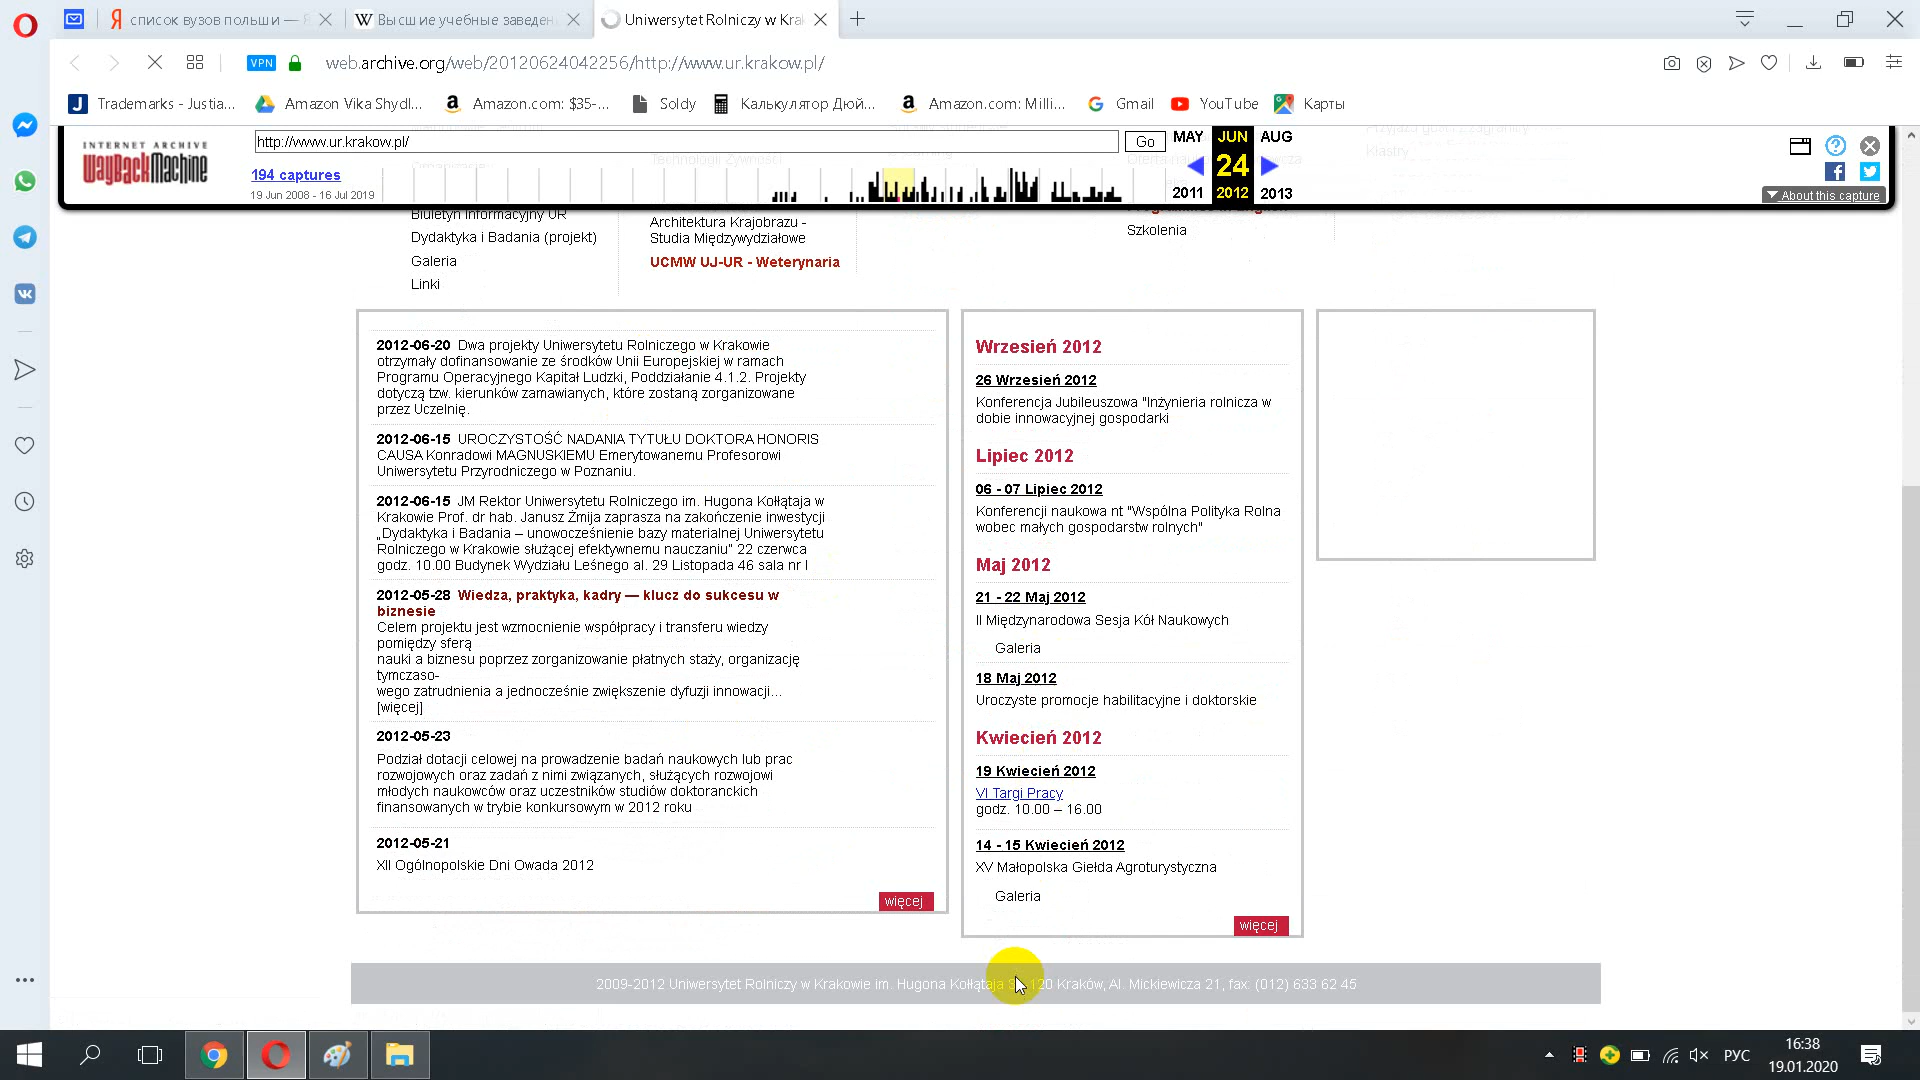 список вузов польши —
Высшие учебные заведен
Uniwersytet Rolniczy w Kra
VPN
web.archive.org/web/20120624042256/http://www.ur.krakow.pl/
Trademarks - Justia...
Amazon Vika Shydl...
Amazon.com: $35-...
Soldy
Калькулятор Дюй...
Amazon.com: Milli...
Gmail
YouTube
Карты
INTERNET ARCHIVE
WayBackMachine
http://www.ur.krakow.pl/
Go
MAY JUN AUG
194 captures
24
19 Jun 2008 - 16 Jul 2019
2011 2012 2013
About this capture
Biuletyn Informacyjny UR
Dydaktyka i Badania (projekt)
Galeria
Linki
Architektura Krajobrazu -
Studia Międzywydziałowe
UCMW UJ-UR - Weterynaria
Szkolenia
2012-06-20 Dwa projekty Uniwersytetu Rolniczego w Krakowie
otrzymały dofinansowanie ze środków Unii Europejskiej w ramach
Programu Operacyjnego Kapitał Ludzki, Poddziałanie 4.1.2. Projekty
dotyczą tzw. kierunków zamawianych, które zostaną zorganizowane
przez Uczelnię.
2012-06-15 UROCZYSTOŚĆ NADANIA TYTUŁU DOKTORA HONORIS
CAUSA Konradowi MAGNUSKIEMU Emerytowanemu Profesorowi
Uniwersytetu Przyrodniczego w Poznaniu.
2012-06-15 JM Rektor Uniwersytetu Rolniczego im. Hugona Kołłątaja w
Krakowie Prof. dr hab. Janusz Żmija zaprasza na zakończenie inwestycji
„Dydaktyka i Badania – unowocześnienie bazy materialnej Uniwersytetu
Rolniczego w Krakowie służącej efektywnemu nauczaniu" 22 czerwca
godz. 10.00 Budynek Wydziału Leśnego al. 29 Listopada 46 sala nr I
2012-05-28 Wiedza, praktyka, kadry — klucz do sukcesu w
biznesie
Celem projektu jest wzmocnienie współpracy i transferu wiedzy
pomiędzy sferą
nauki a biznesu poprzez zorganizowanie płatnych staży, organizację
tymczaso-
wego zatrudnienia a jednocześnie zwiększenie dyfuzji innowacji...
[więcej]
2012-05-23
Podział dotacji celowej na prowadzenie badań naukowych lub prac
rozwojowych oraz zadań z nimi związanych, służących rozwojowi
młodych naukowców oraz uczestników studiów doktoranckich
finansowanych w trybie konkursowym w 2012 roku
2012-05-21
XII Ogólnopolskie Dni Owada 2012
więcej
Wrzesień 2012
26 Wrzesień 2012
Konferencja Jubileuszowa "Inżynieria rolnicza w
dobie innowacyjnej gospodarki
Lipiec 2012
06 - 07 Lipiec 2012
Konferencji naukowa nt "Wspólna Polityka Rolna
wobec małych gospodarstw rolnych"
Maj 2012
21 - 22 Maj 2012
II Międzynarodowa Sesja Kół Naukowych
Galeria
18 Maj 2012
Uroczyste promocje habilitacyjne i doktorskie
Kwiecień 2012
19 Kwiecień 2012
VI Targi Pracy
godz. 10.00 – 16.00
14 - 15 Kwiecień 2012
XV Małopolska Giełda Agroturystyczna
Galeria
więcej
2009-2012 Uniwersytet Rolniczy w Krakowie im. Hugona Kołłątaja 120 Kraków, Al. Mickiewicza 21, fax: (012) 633 62 45
РУС
16:38
19.01.2020